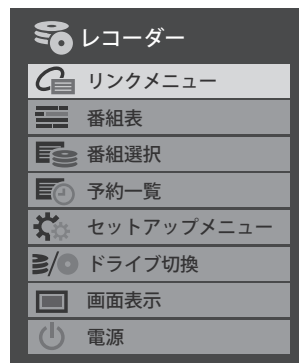 レコーダー
リンクメニュー
番組表
番組選択
予約一覧
セットアップメニュー
ドライブ切換
画面表示
電源